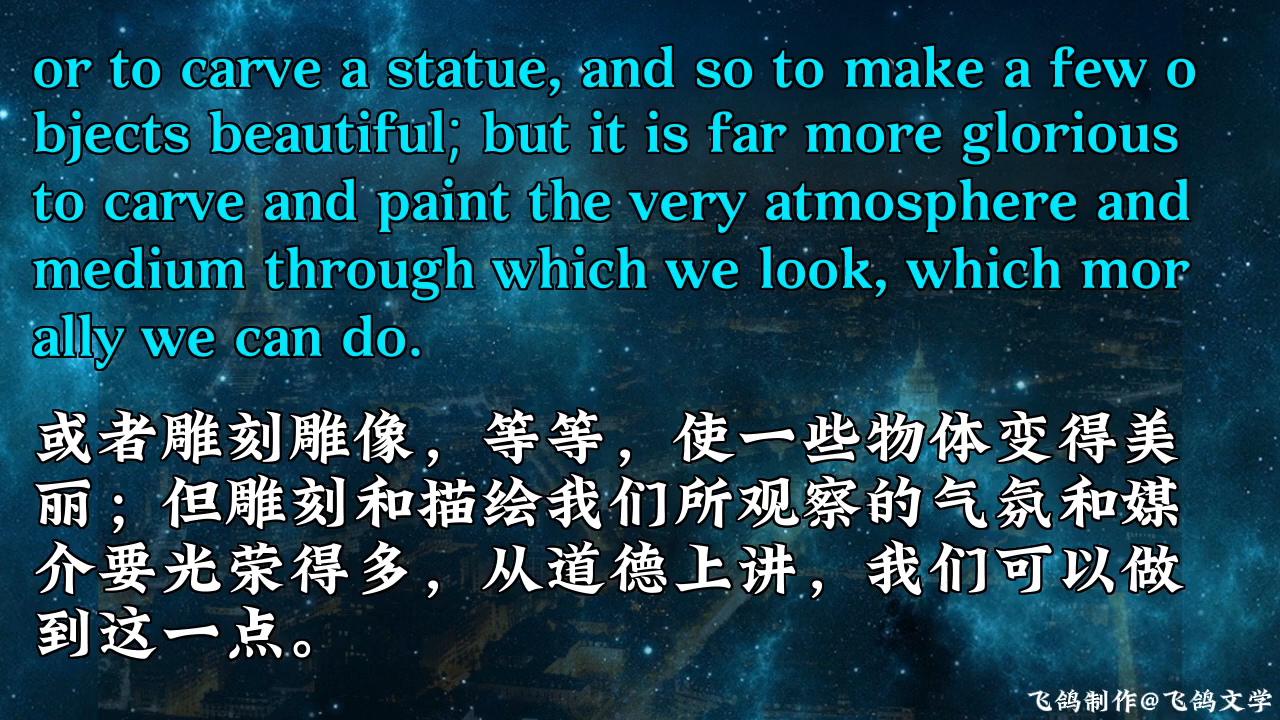 or to carve a statue, and so to make a few o
bjects beautiful; but it is far more glorious
to carve and paint the very atmosphere and
medium through which we look, which mor
ally we can do.
或者雕刻雕像，等等，使一些物体变得美
丽；但雕刻和描绘我们所观察的气氛和媒
介要光荣得多，从道德上讲，我们可以做
到这一点。
飞鸽制作@飞鸽文学